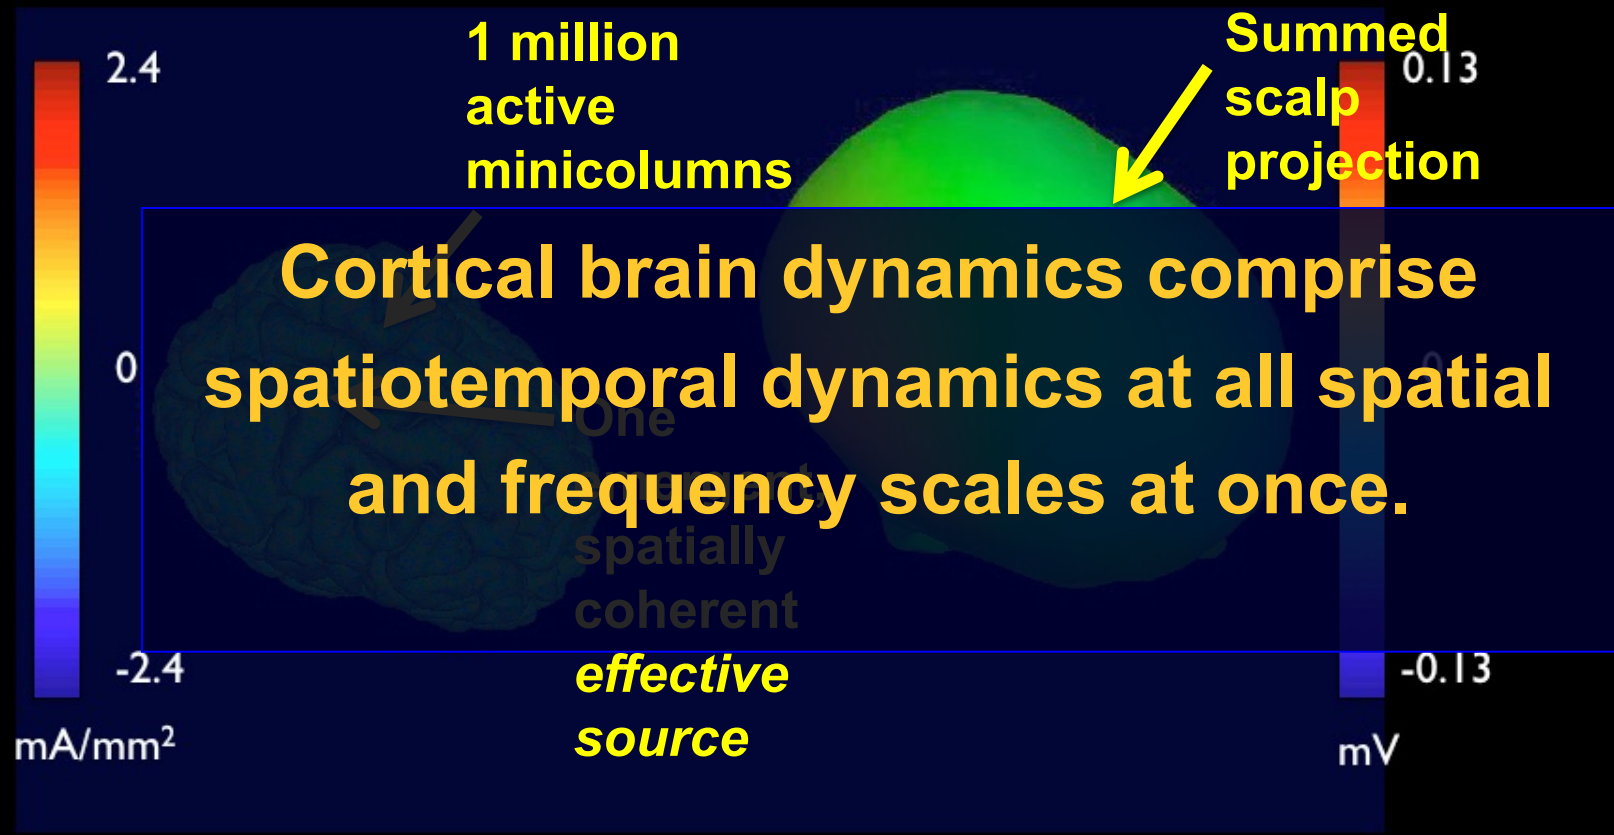 1 million
active
minicolumns
Summed
scalp
projection
2.4
0
-2.4
mA/mm²
0.13
0
-0.13
mV
Cortical brain dynamics comprise
spatiotemporal dynamics at all spatial
and frequency scales at once.
One
emergent,
spatially
coherent
effective
source